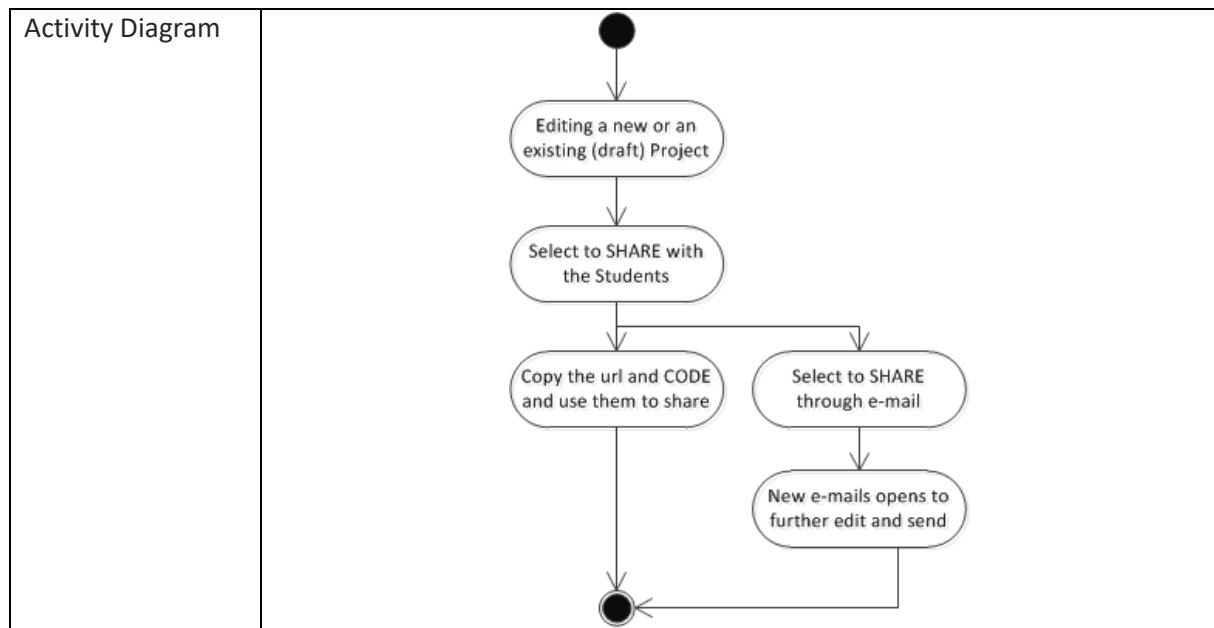 Activity Diagram
Editing a new or an
existing (draft) Project
Select to SHARE with
the Students
Copy the url and CODE
and use them to share
Select to SHARE
through e-mail
New e-mails opens to
further edit and send